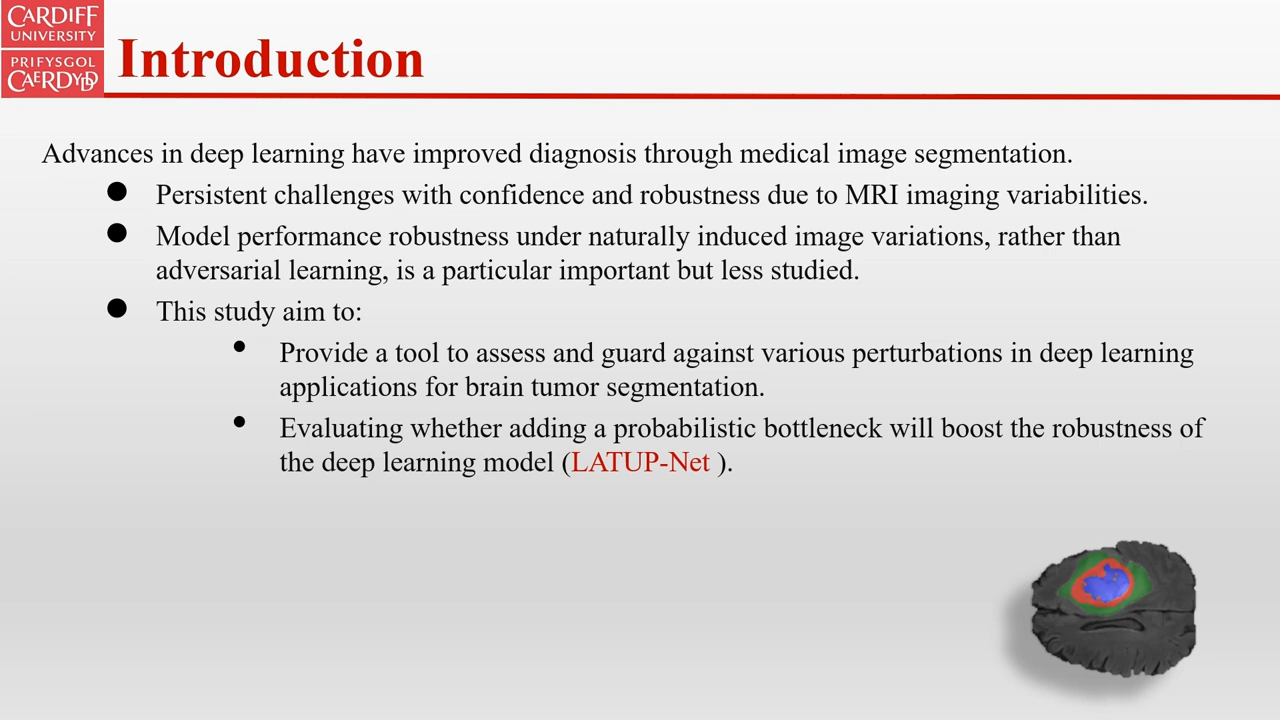 CARDIFF
UNIVERSITY
PRIFYSGOL
CAERDYDD
Introduction
Advances in deep learning have improved diagnosis through medical image segmentation.
● Persistent challenges with confidence and robustness due to MRI imaging variabilities.
● Model performance robustness under naturally induced image variations, rather than
adversarial learning, is a particular important but less studied.
● This study aim to:
• Provide a tool to assess and guard against various perturbations in deep learning
applications for brain tumor segmentation.
• Evaluating whether adding a probabilistic bottleneck will boost the robustness of
the deep learning model (LATUP-Net ).